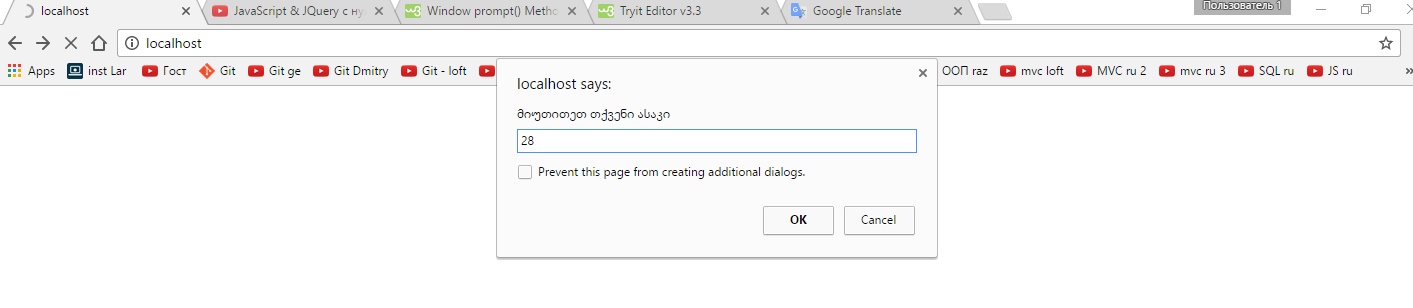 Пользователь 1
localhost JavaScript & JQuery с ну Window prompt() Metho Tryit Editor v3.3 Google Translate
localhost
Apps inst Lar Гост Git Git ge Git Dmitry Git - loft ООП raz mvc loft MVC ru 2 mvc ru 3 SQL ru JS ru »
localhost says:
მიუთითეთ თქვენი ასაკი
28
Prevent this page from creating additional dialogs.
OK Cancel